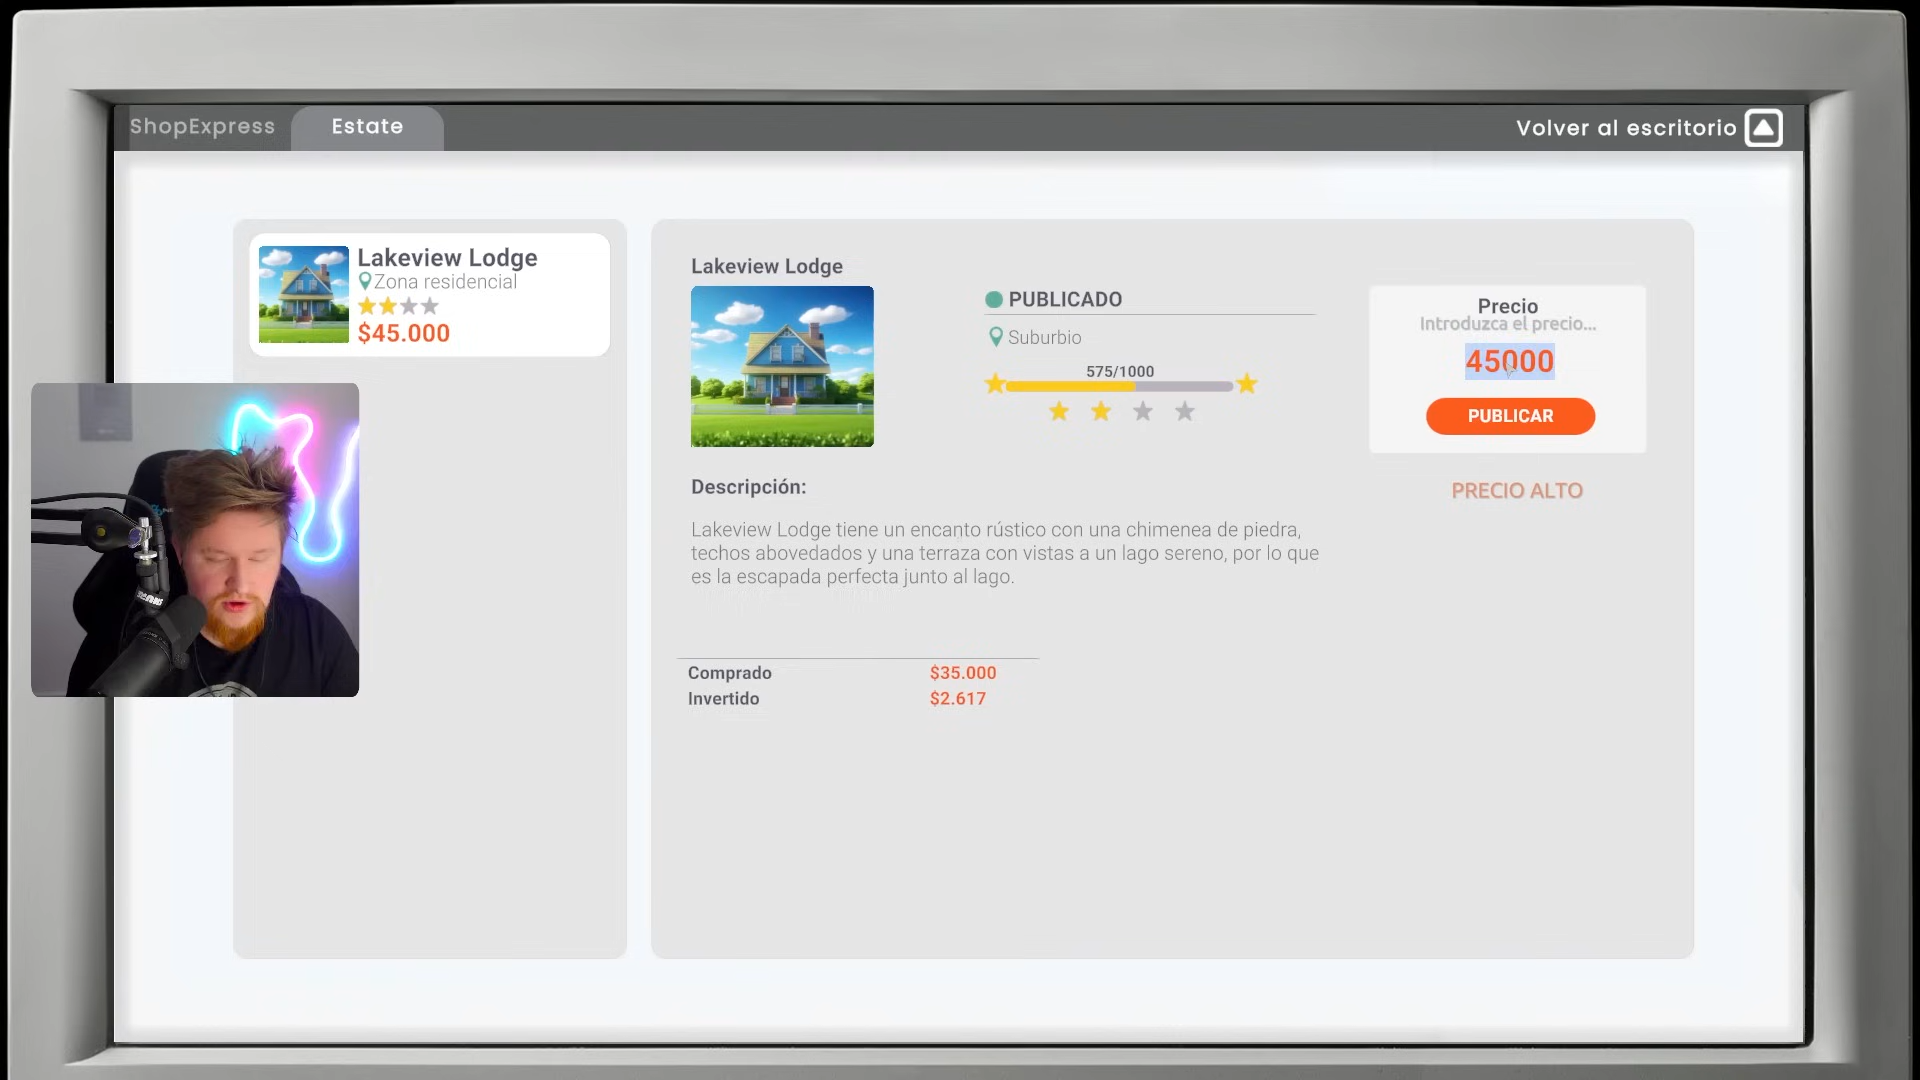 ShopExpress
Estate
Volver al escritorio
Lakeview Lodge
Zona residencial
$45.000
Lakeview Lodge
PUBLICADO
Suburbio
575/1000
Precio
Introduzca el precio...
45000
PUBLICAR
PRECIO ALTO
Descripción:
Lakeview Lodge tiene un encanto rústico con una chimenea de piedra,
techos abovedados y una terraza con vistas a un lago sereno, por lo que
es la escapada perfecta junto al lago.
Comprado $35.000
Invertido $2.617